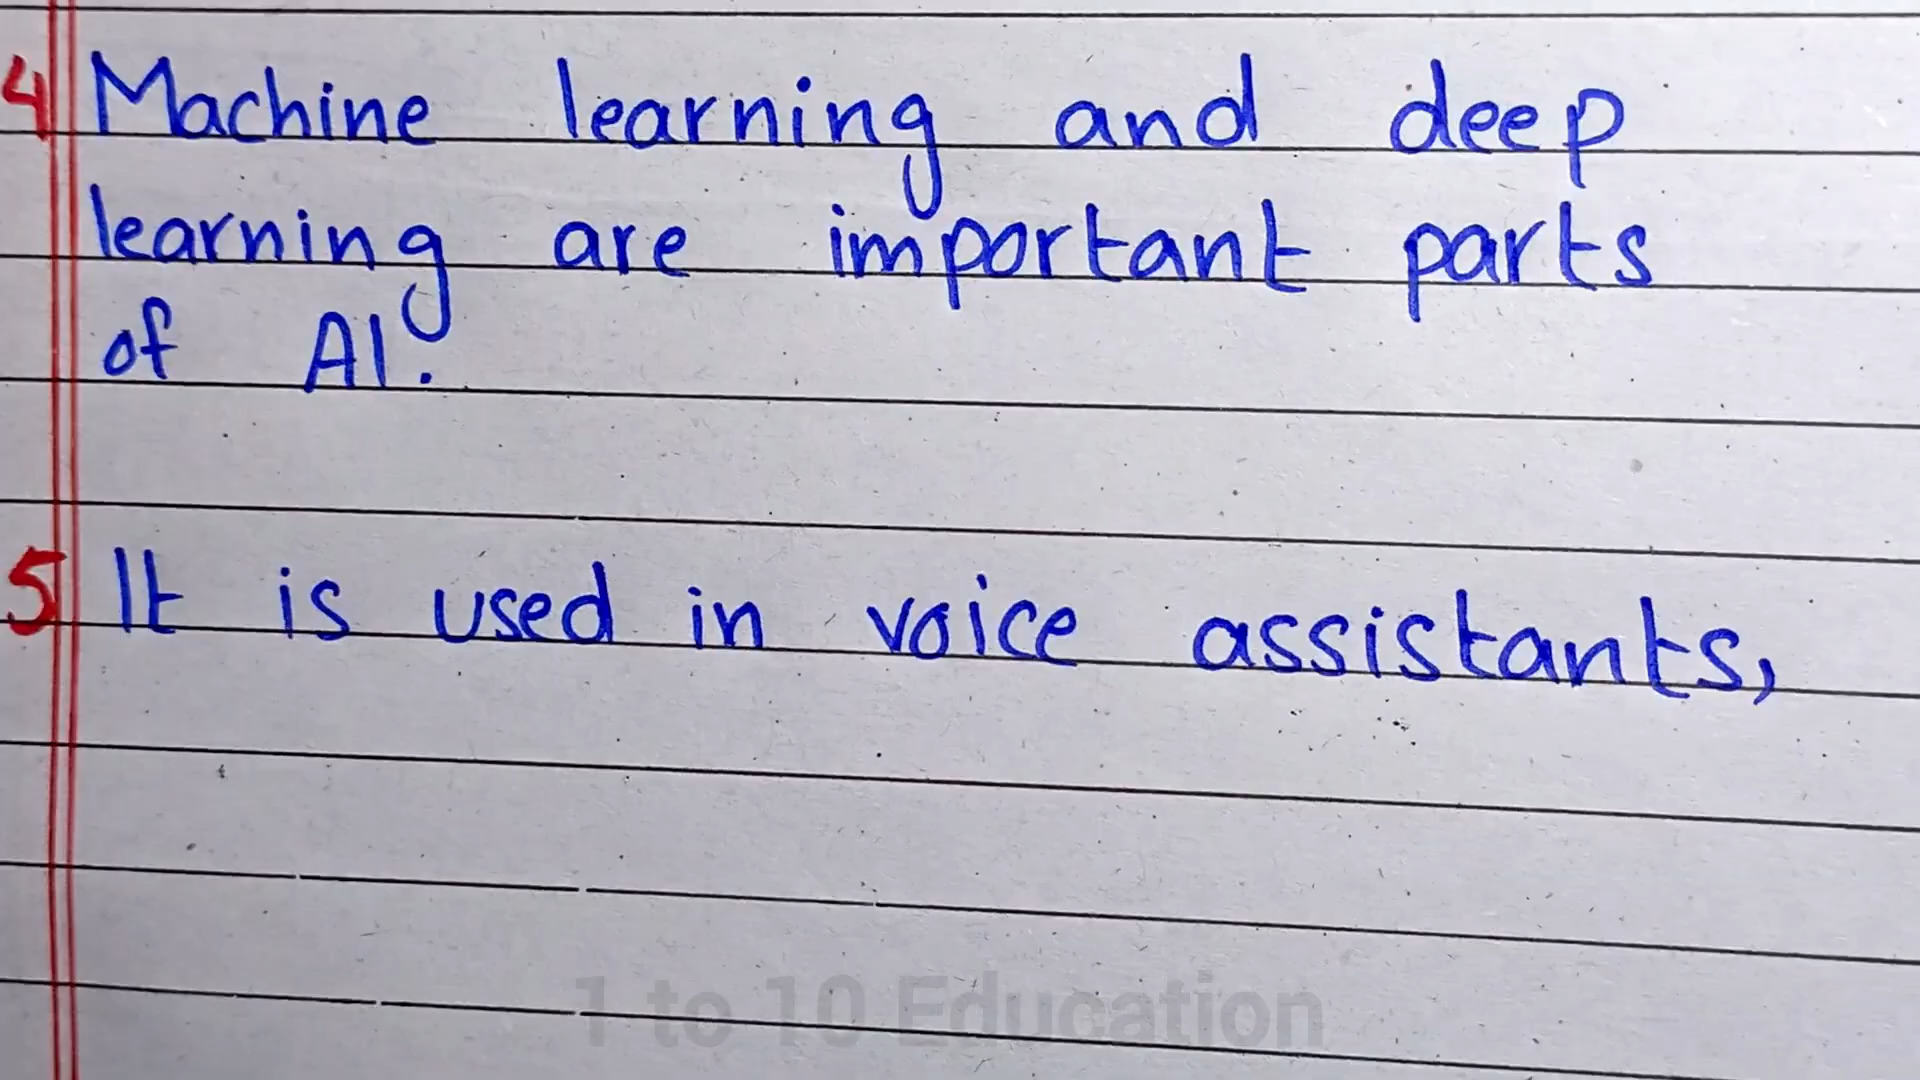 4 Machine learning and deep
learning are important parts
of AI.
5 It is used in voice assistants,
1 to 10 Education